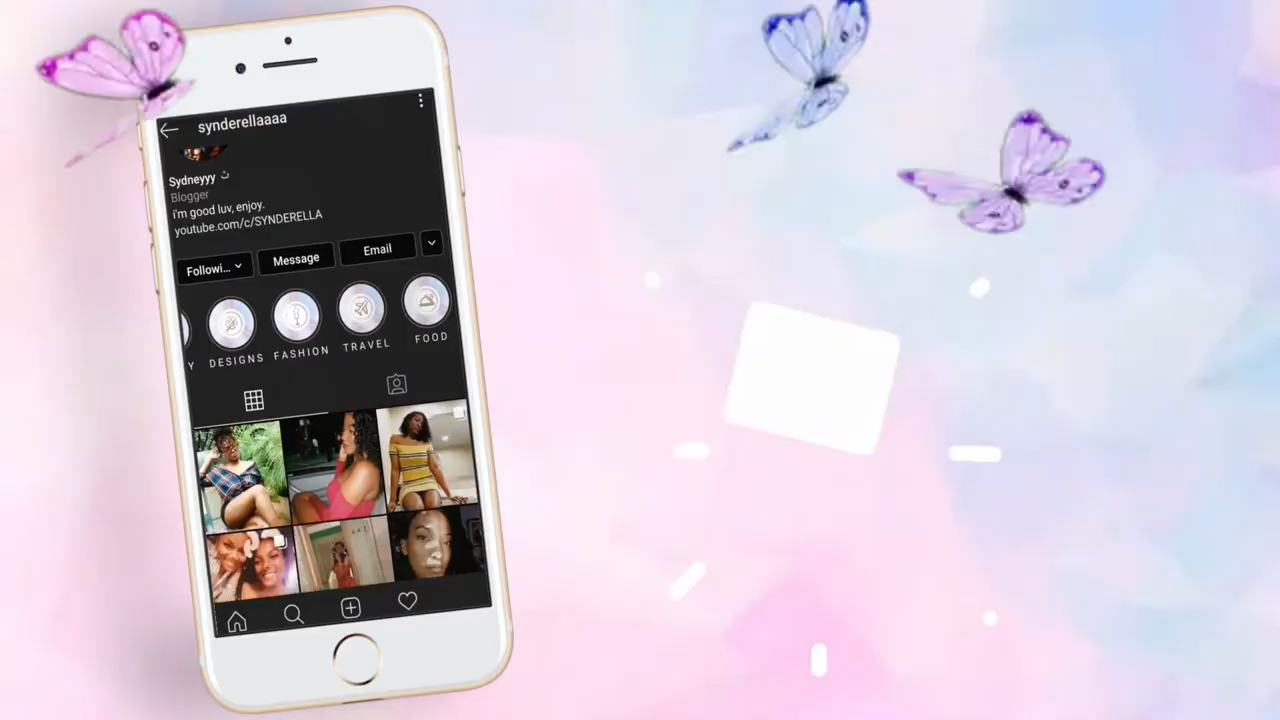 synderellaaaa
Sydneyyy
Blogger
i'm good luv, enjoy.
youtube.com/c/SYNDERELLA
Followi... Message Email
Y DESIGNS FASHION TRAVEL FOOD